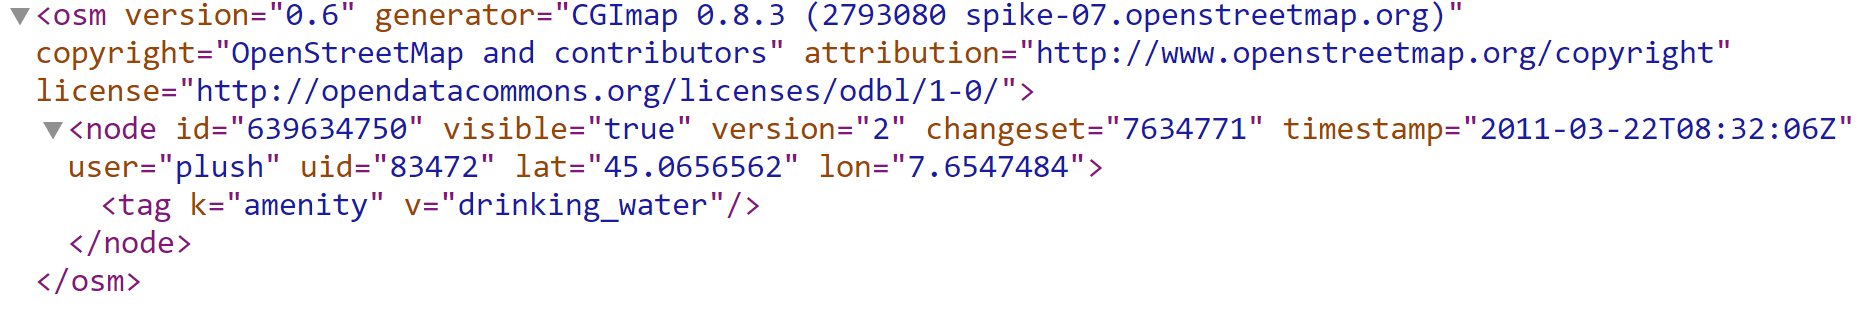 <osm version="0.6" generator="CGImap 0.8.3 (2793080 spike-07.openstreetmap.org)"
copyright="OpenStreetMap and contributors" attribution="http://www.openstreetmap.org/copyright"
license="http://opendatacommons.org/licenses/odbl/1-0/">
<node id="639634750" visible="true" version="2" changeset="7634771" timestamp="2011-03-22T08:32:06Z"
user="plush" uid="83472" lat="45.0656562" lon="7.6547484">
<tag k="amenity" v="drinking_water"/>
</node>
</osm>